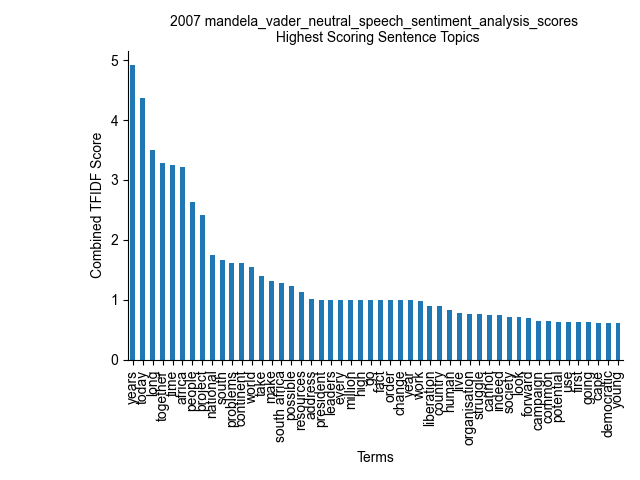 2007 mandela_vader_neutral_speech_sentiment_analysis_scores
Highest Scoring Sentence Topics
Combined TFIDF Score
5
4
3
2
1
0
years
today
long
together
time
africa
people
project
national
south
problems
continent
world
take
make
south africa
possible
resources
address
president
leaders
every
million
high
go
fact
order
change
year
work
liberation
country
human
live
organisation
struggle
cannot
indeed
society
look
forward
campaign
common
potential
use
first
going
cape
democratic
young
Terms